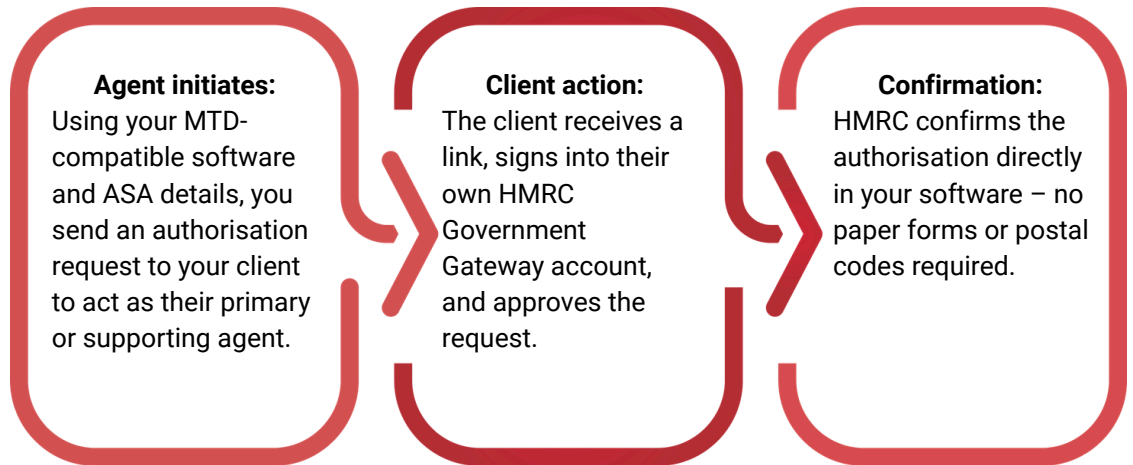 Agent initiates:
Using your MTD-
compatible software
and ASA details, you
send an authorisation
request to your client
to act as their primary
or supporting agent.
Client action:
The client receives a
link, signs into their
own HMRC
Government
Gateway account,
and approves the
request.
Confirmation:
HMRC confirms the
authorisation directly
in your software – no
paper forms or postal
codes required.